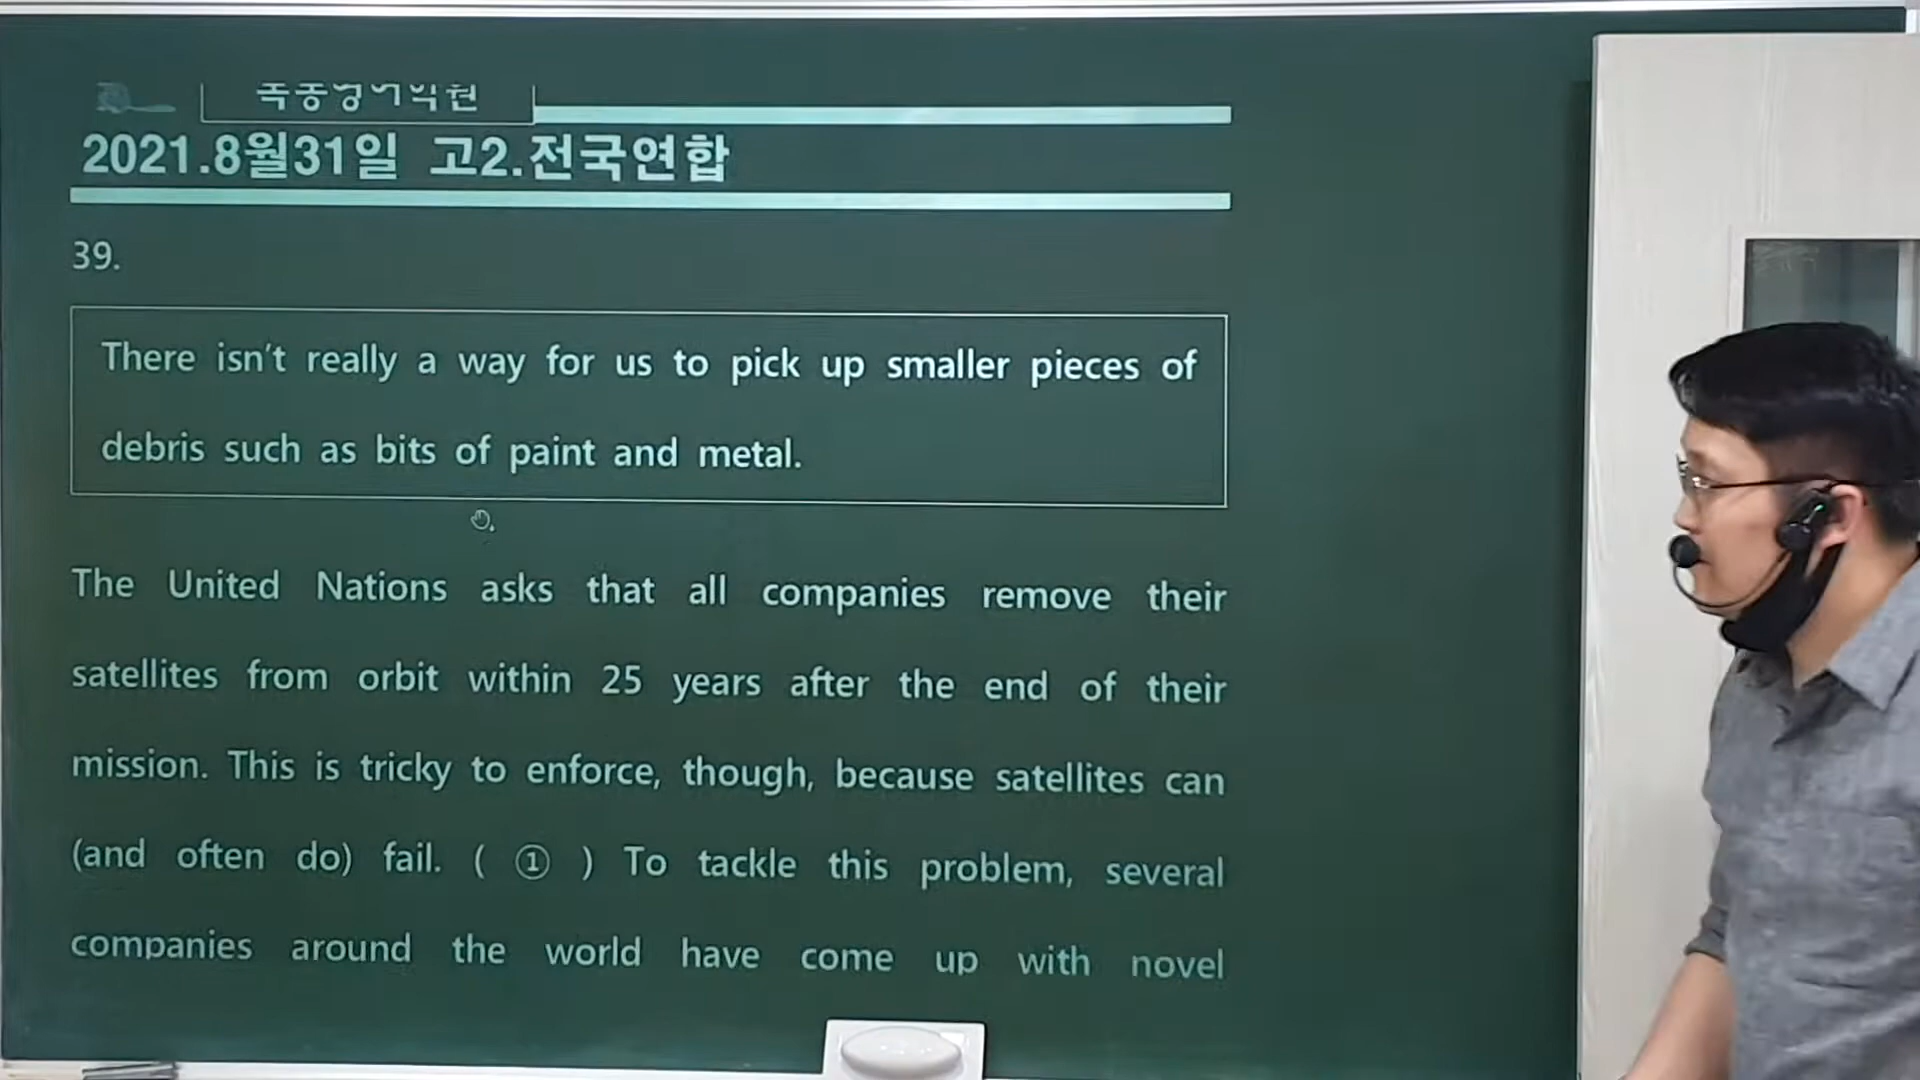 2021.8월31일 고2.전국연합
39.
There isn't really a way for us to pick up smaller pieces of
debris such as bits of paint and metal.
The United Nations asks that all companies remove their
satellites from orbit within 25 years after the end of their
mission. This is tricky to enforce, though, because satellites can
(and often do) fail. ( ① ) To tackle this problem, several
companies around the world have come up with novel